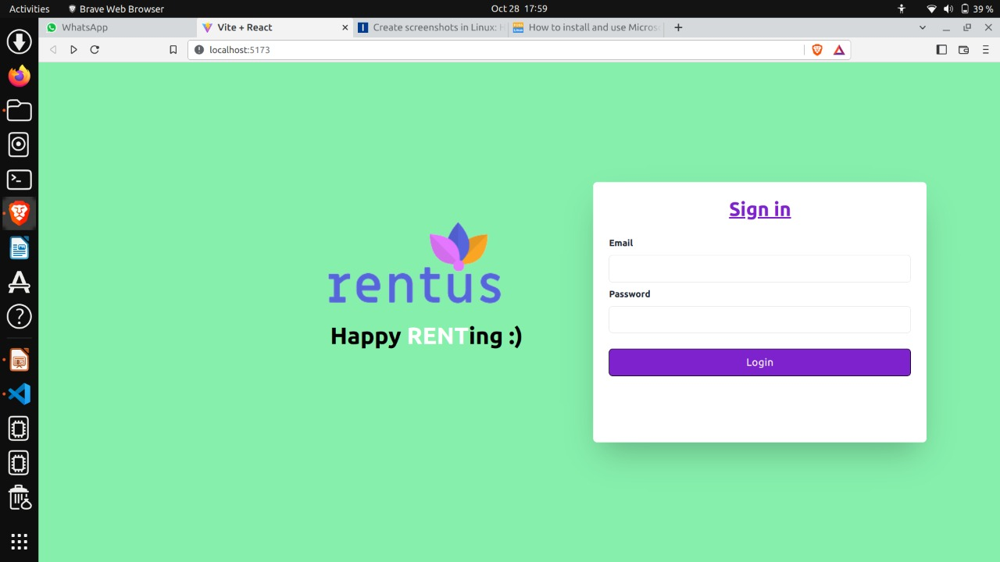 Activities
Brave Web Browser
Oct 28 17:59
39 %
WhatsApp
Vite + React
Create screenshots in Linux: H
How to install and use Micros
localhost:5173
rentus
Happy RENTing :)
Sign in
Email
Password
Login